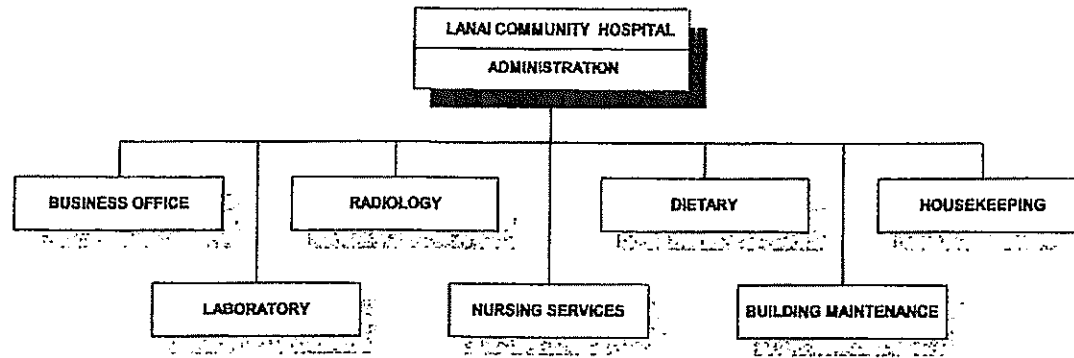 LANAI COMMUNITY HOSPITAL
ADMINISTRATION
BUSINESS OFFICE
RADIOLOGY
DIETARY
HOUSEKEEPING
LABORATORY
NURSING SERVICES
BUILDING MAINTENANCE